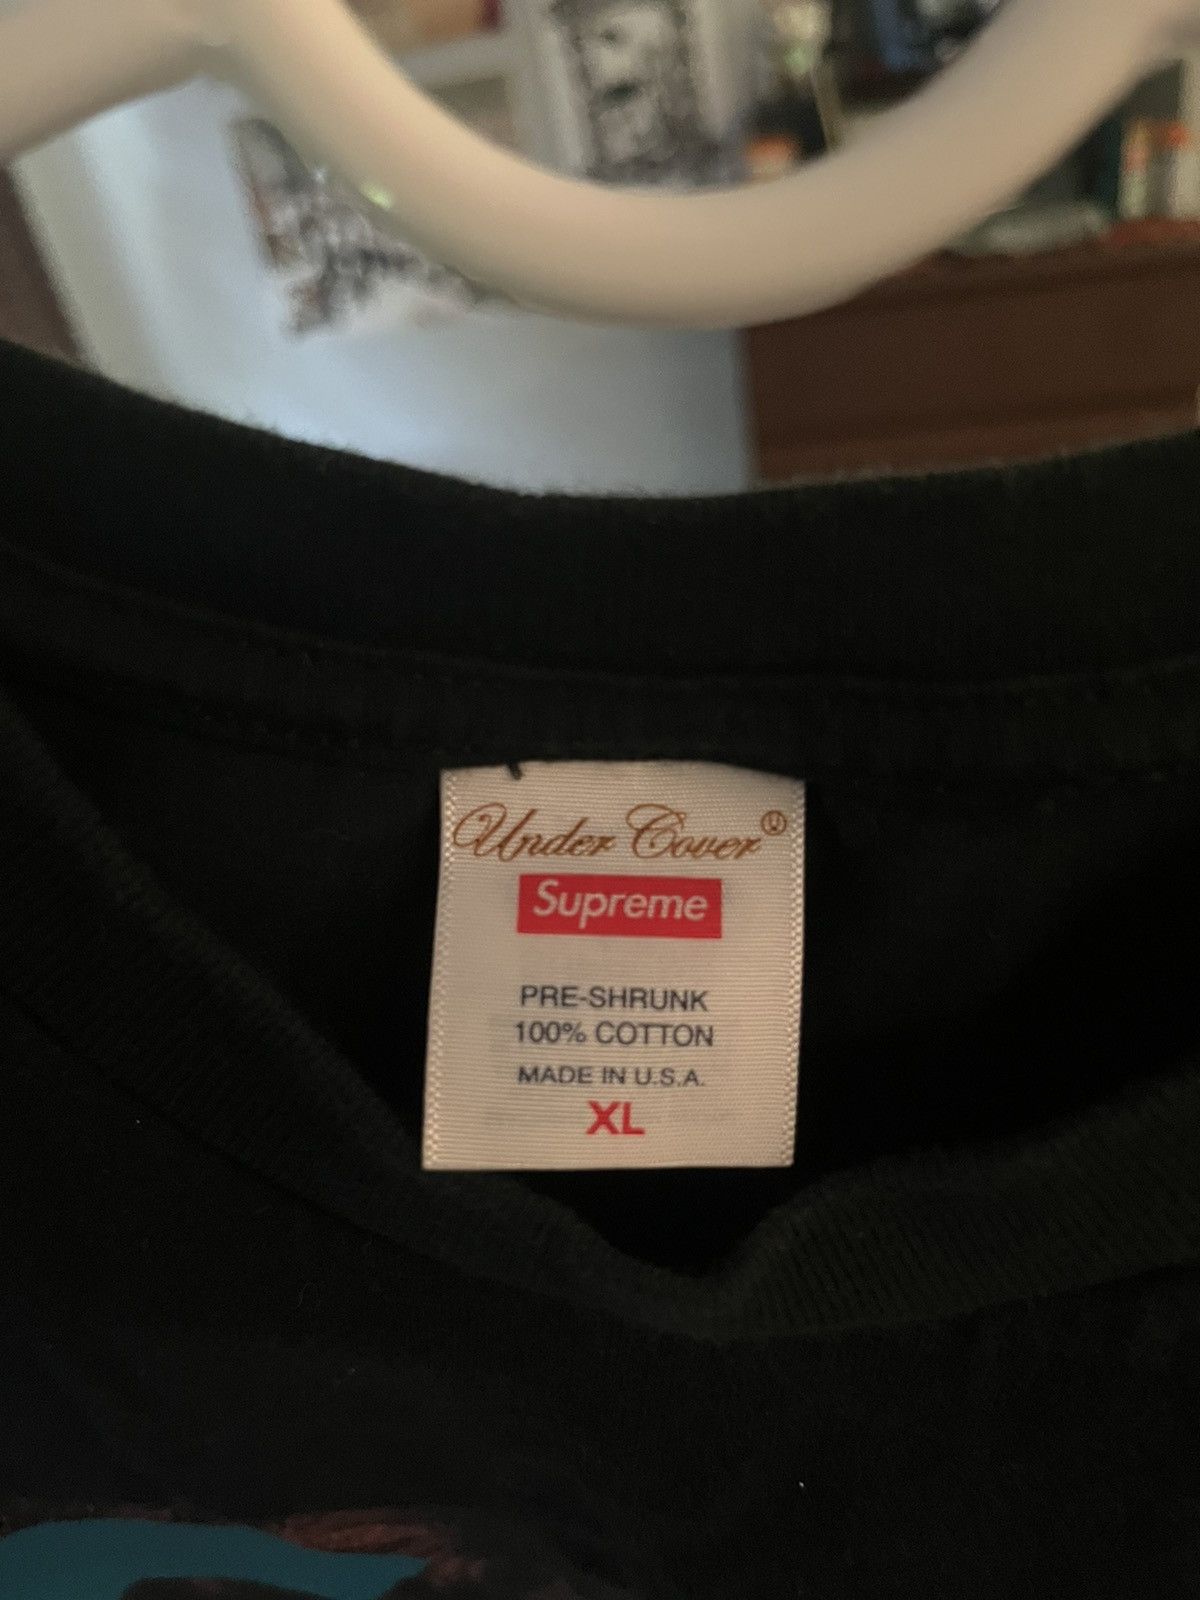 Under Cover®
Supreme
PRE-SHRUNK
100% COTTON
MADE IN U.S.A.
XL